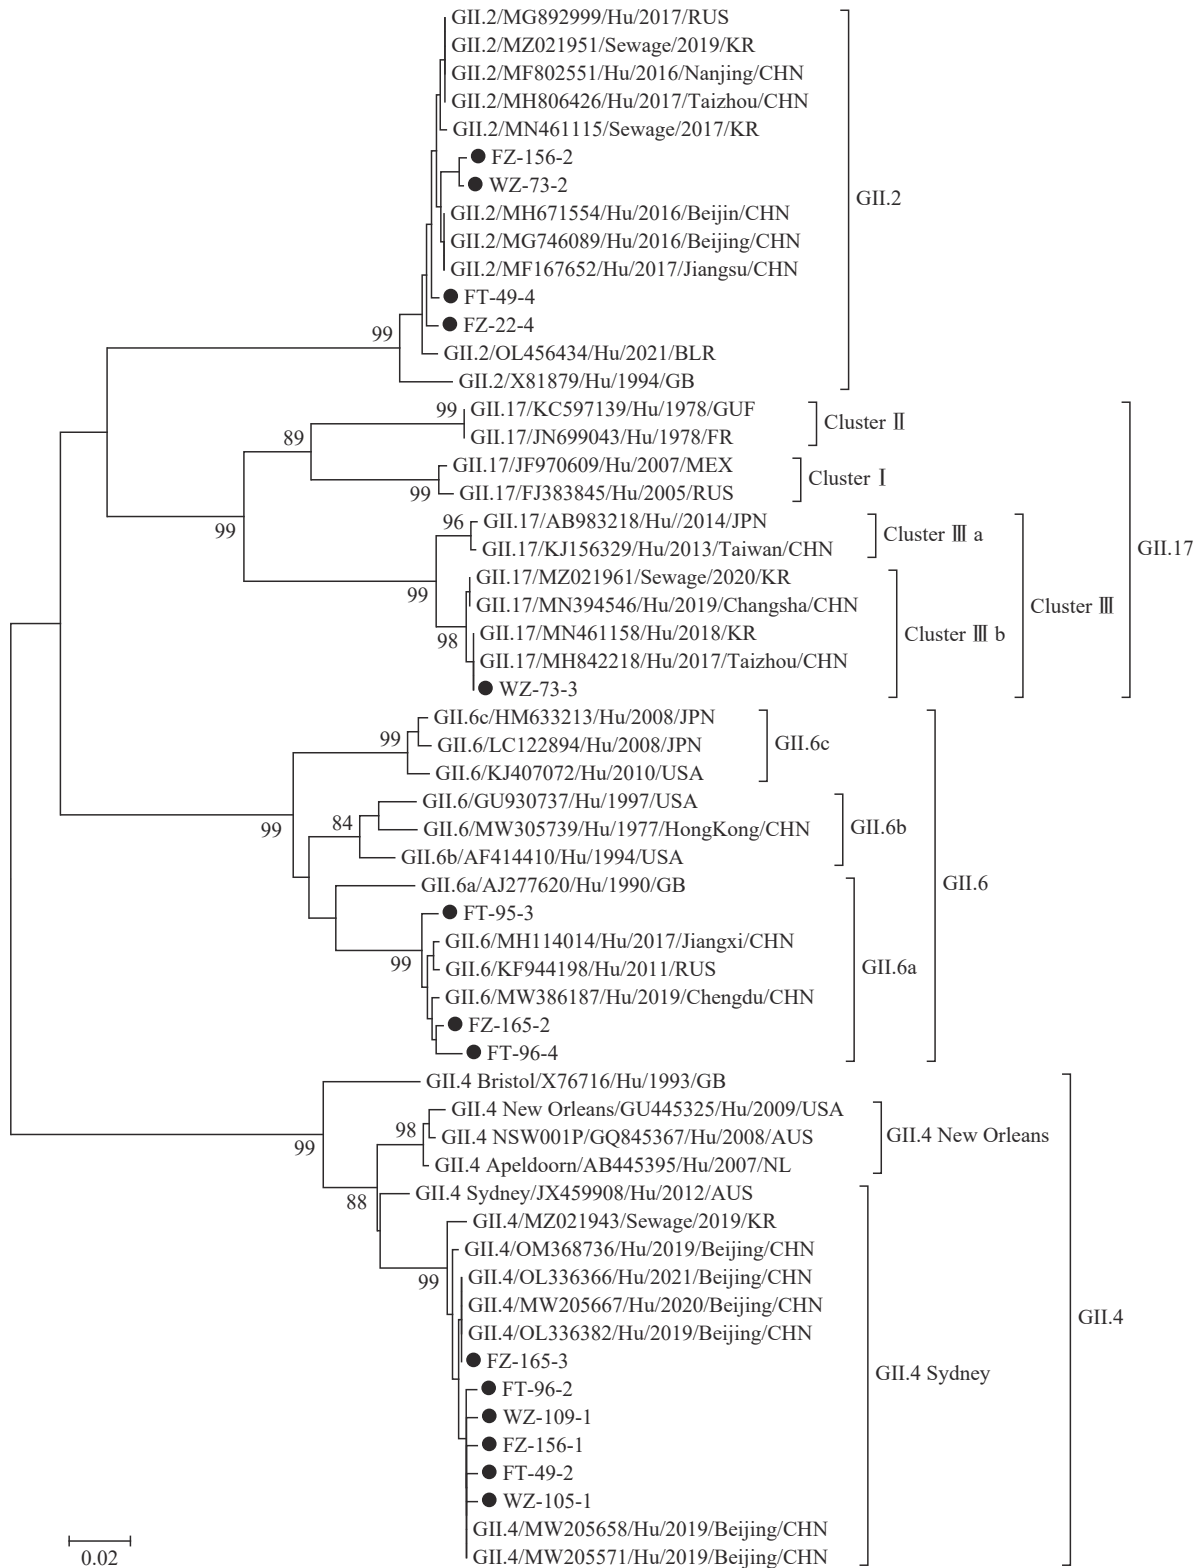 GII.2/MG892999/Hu/2017/RUS
GII.2/MZ021951/Sewage/2019/KR
GII.2/MF802551/Hu/2016/Nanjing/CHN
GII.2/MH806426/Hu/2017/Taizhou/CHN
GII.2/MN461115/Sewage/2017/KR
FZ-156-2
WZ-73-2
GII.2
GII.2/MH671554/Hu/2016/Beijin/CHN
GII.2/MG746089/Hu/2016/Beijing/CHN
GII.2/MF167652/Hu/2017/Jiangsu/CHN
FT-49-4
FZ-22-4
99
GII.2/OL456434/Hu/2021/BLR
GII.2/X81879/Hu/1994/GB
99
GII.17/KC597139/Hu/1978/GUF
Cluster Ⅱ
GII.17/JN699043/Hu/1978/FR
89
GII.17/JF970609/Hu/2007/MEX
Cluster Ⅰ
99
GII.17/FJ383845/Hu/2005/RUS
99
96
GII.17/AB983218/Hu//2014/JPN
Cluster Ⅲ a
GII.17/KJ156329/Hu/2013/Taiwan/CHN
GII.17
GII.17/MZ021961/Sewage/2020/KR
99
GII.17/MN394546/Hu/2019/Changsha/CHN
Cluster Ⅲ
GII.17/MN461158/Hu/2018/KR
Cluster Ⅲ b
98
GII.17/MH842218/Hu/2017/Taizhou/CHN
WZ-73-3
GII.6c/HM633213/Hu/2008/JPN
99
GII.6/LC122894/Hu/2008/JPN
GII.6c
GII.6/KJ407072/Hu/2010/USA
GII.6/GU930737/Hu/1997/USA
99
84
GII.6/MW305739/Hu/1977/HongKong/CHN
GII.6b
GII.6b/AF414410/Hu/1994/USA
GII.6a/AJ277620/Hu/1990/GB
GII.6
FT-95-3
GII.6/MH114014/Hu/2017/Jiangxi/CHN
99
GII.6/KF944198/Hu/2011/RUS
GII.6a
GII.6/MW386187/Hu/2019/Chengdu/CHN
FZ-165-2
FT-96-4
GII.4 Bristol/X76716/Hu/1993/GB
GII.4 New Orleans/GU445325/Hu/2009/USA
98
GII.4 NSW001P/GQ845367/Hu/2008/AUS
GII.4 New Orleans
99
GII.4 Apeldoorn/AB445395/Hu/2007/NL
88
GII.4 Sydney/JX459908/Hu/2012/AUS
GII.4/MZ021943/Sewage/2019/KR
GII.4/OM368736/Hu/2019/Beijing/CHN
99
GII.4/OL336366/Hu/2021/Beijing/CHN
GII.4/MW205667/Hu/2020/Beijing/CHN
GII.4
GII.4/OL336382/Hu/2019/Beijing/CHN
FZ-165-3
GII.4 Sydney
FT-96-2
WZ-109-1
FZ-156-1
FT-49-2
WZ-105-1
GII.4/MW205658/Hu/2019/Beijing/CHN
GII.4/MW205571/Hu/2019/Beijing/CHN
0.02